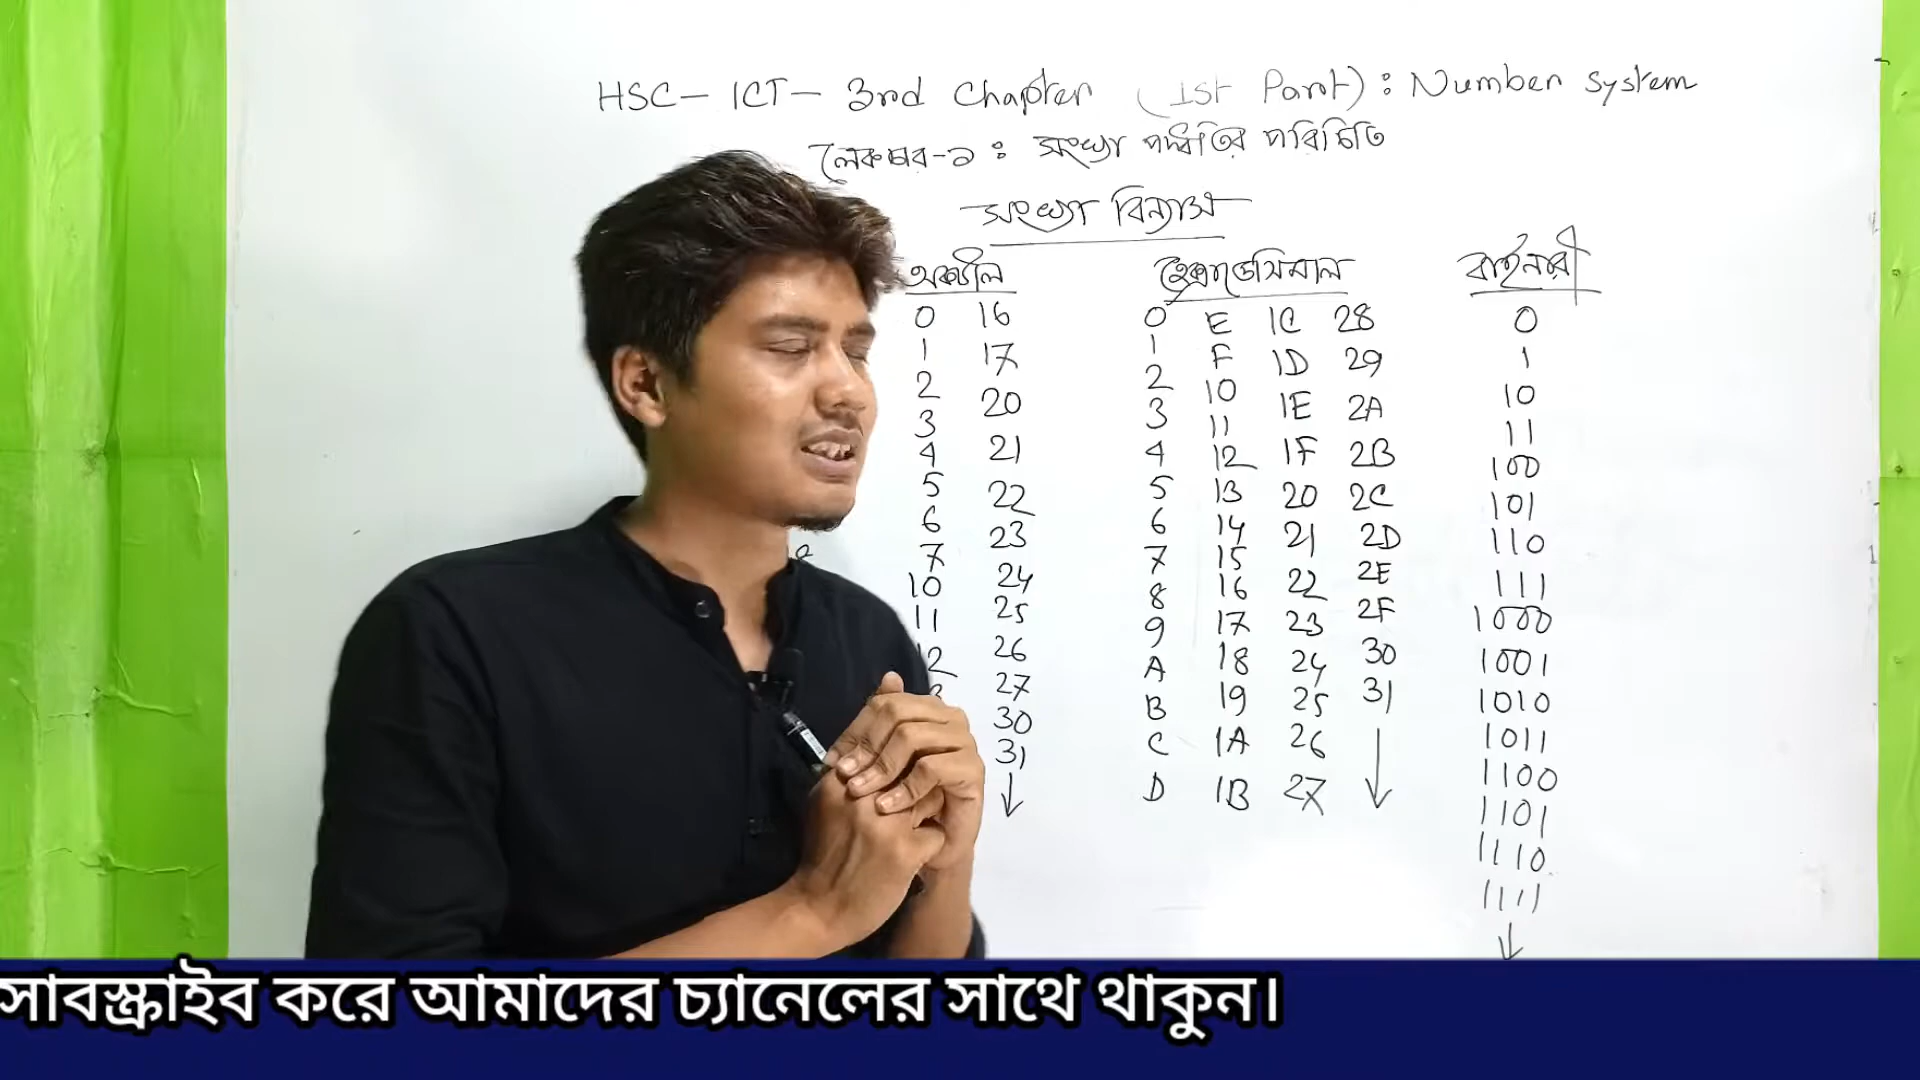 HSC - ICT - 3rd Chapter (1st Part) : Number System
লেকচার-১ : সংখ্যা পদ্ধতির পরিচিতি
সংখ্যা বিন্যাস
অকটাল
0 16
1 17
2 20
3 21
4 22
5 23
6 24
7 25
10 26
11 27
12 30
31
হেক্সাডেসিমাল
0 E 1C 28
1 F 1D 29
2 10 1E 2A
3 11 1F 2B
4 12 20 2C
5 13 21 2D
6 14 22 2E
7 15 23 2F
8 16 24 30
9 17 25 31
A 18 26
B 19 27
C 1A
D 1B
বাইনারী
0
1
10
11
100
101
110
111
1000
1001
1010
1011
1100
1101
1110
1111
সাবস্ক্রাইব করে আমাদের চ্যানেলের সাথে থাকুন।